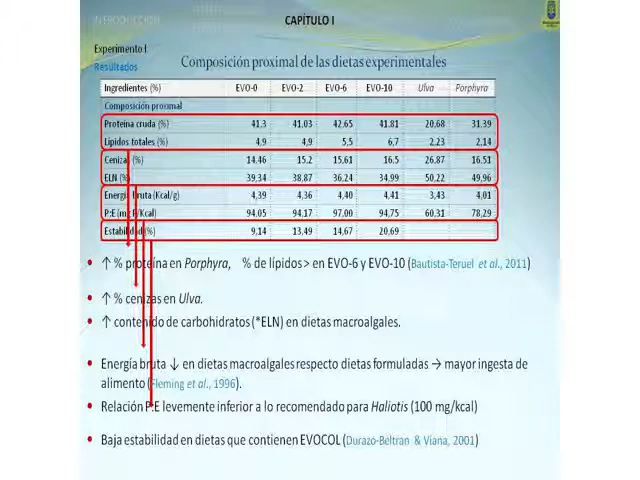 INTRODUCCIÓN
CAPÍTULO I
Experimento I
Resultados
Composición proximal de las dietas experimentales
Ingredientes (%) EVO-0 EVO-2 EVO-6 EVO-10 Ulva Porphyra
Composición proximal
Proteína cruda (%) 41.3 41.03 42.65 41.81 20,68 31.39
Lípidos totales (%) 4,9 4,9 5,5 6,7 2,23 2,14
Cenizas (%) 14.46 15.2 15,61 16.5 26,87 16,51
ELN (%) 39,34 38,87 36,24 34,99 50,22 49,96
Energía bruta (Kcal/g) 4,39 4,36 4,40 4,41 3,43 4,01
P:E (mg P/Kcal) 94.05 94,17 97,00 94,75 60,31 78,29
Estabilidad (%) 9,14 13,49 14,67 20,69
• ↑ % proteína en Porphyra, % de lípidos > en EVO-6 y EVO-10 (Bautista-Teruel et al., 2011)
• ↑ % cenizas en Ulva.
• ↑ contenido de carbohidratos (*ELN) en dietas macroalgales.
Energía bruta ↓ en dietas macroalgales respecto dietas formuladas → mayor ingesta de
alimento (Fleming et al., 1996).
• Relación P:E levemente inferior a lo recomendado para Haliotis (100 mg/kcal)
• Baja estabilidad en dietas que contienen EVOCOL (Durazo-Beltran & Viana, 2001)